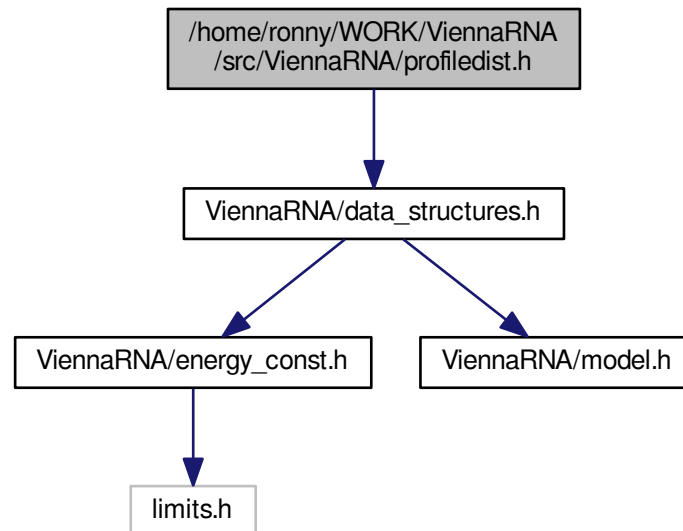 /home/ronny/WORK/ViennaRNA
/src/ViennaRNA/profiledist.h
ViennaRNA/data_structures.h
ViennaRNA/energy_const.h
ViennaRNA/model.h
limits.h